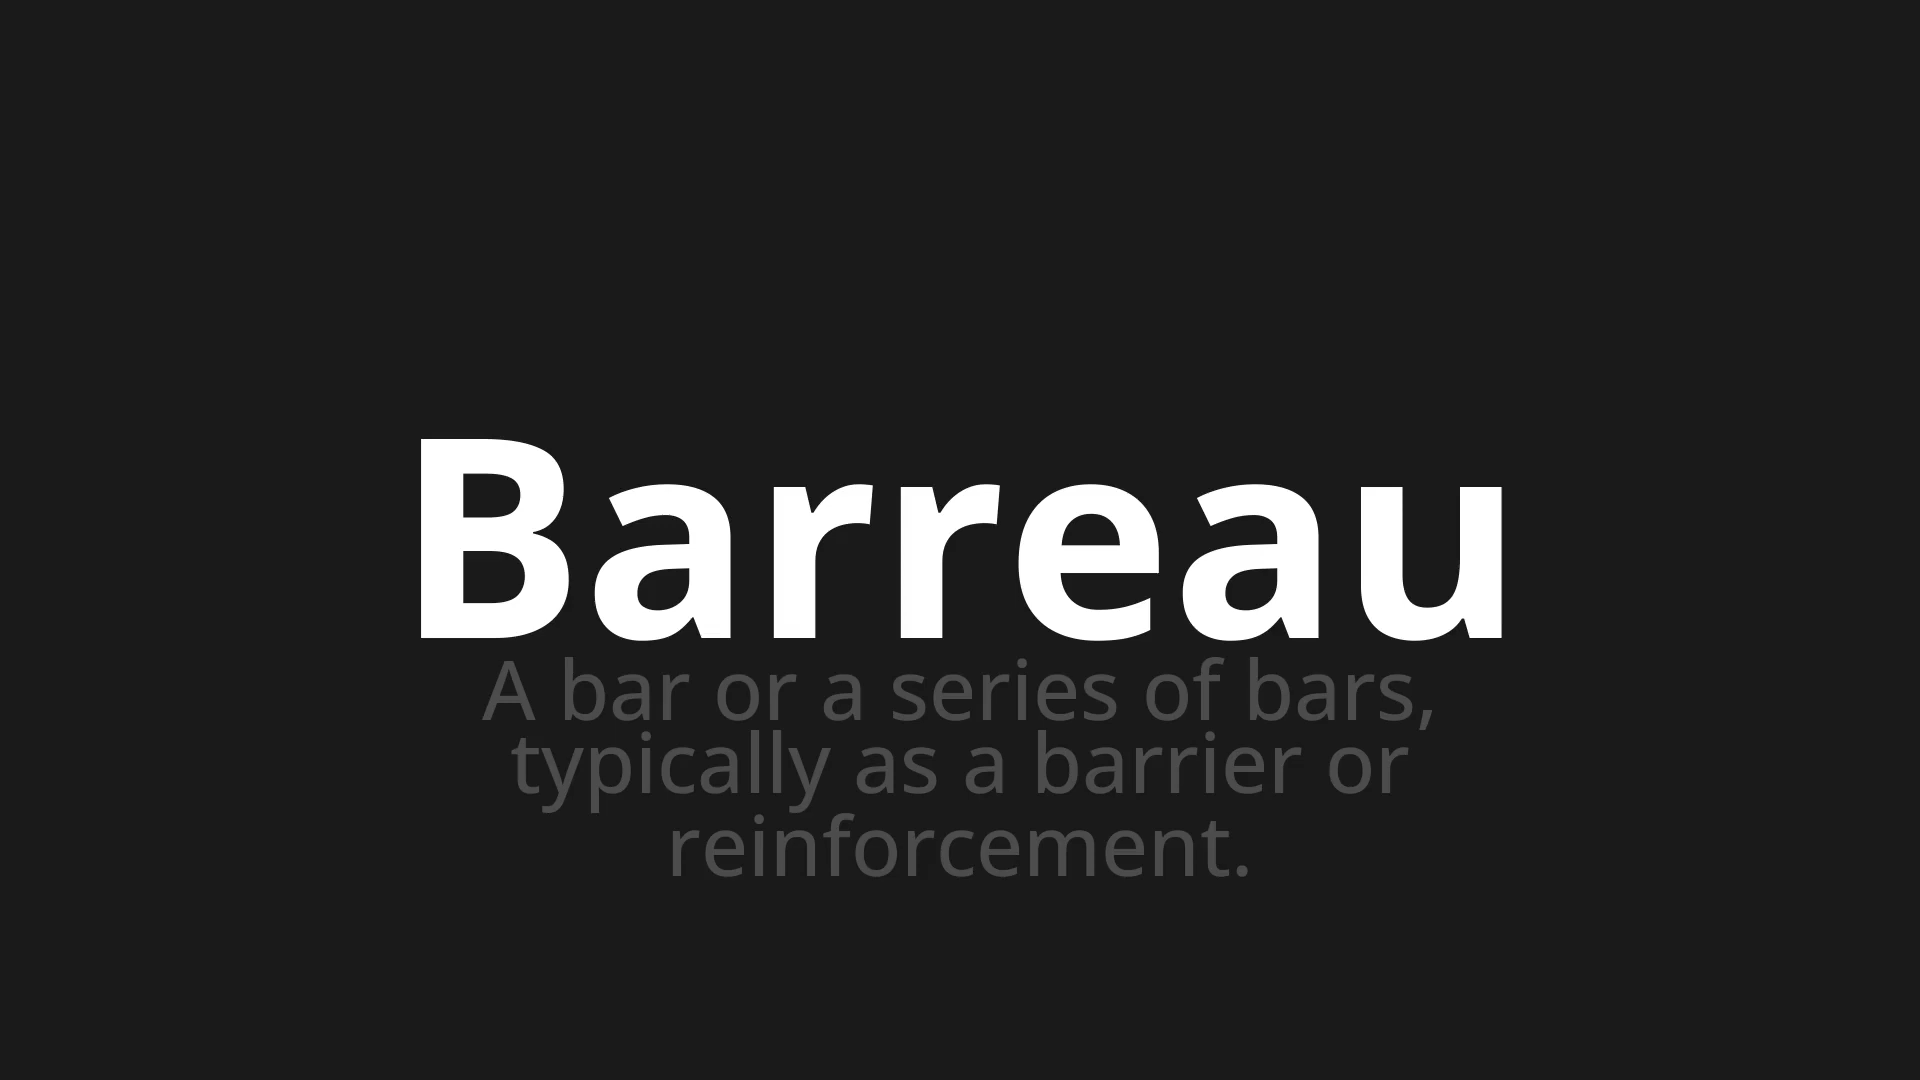 Barreau
A bar or a series of bars,
typically as a barrier or
reinforcement.